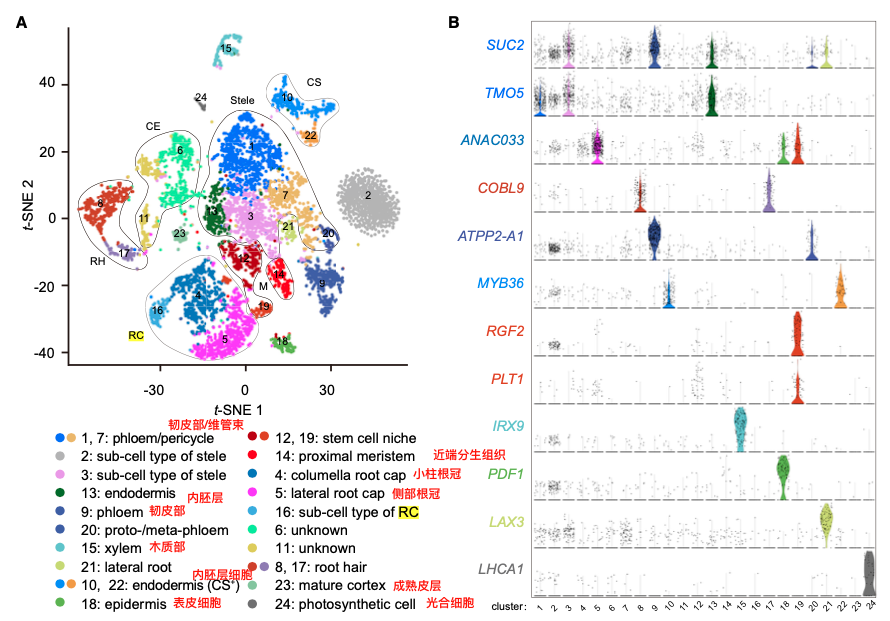 A
B
15
40
24
CS
10
Stele
CE
22
20
6
1
7
2
8
11
13
3
21
0
23
20
17
RH
12
14
-20
M
9
4
16
19
RC
5
18
-40
-30
0
30
t-SNE 1
t-SNE 2
韧皮部/维管束
1, 7: phloem/pericycle
2: sub-cell type of stele
3: sub-cell type of stele
13: endodermis 内胚层
9: phloem 韧皮部
20: proto-/meta-phloem
15: xylem 木质部
21: lateral root
内胚层细胞
10, 22: endodermis (CS+)
18: epidermis 表皮细胞
12, 19: stem cell niche
14: proximal meristem 近端分生组织
4: columella root cap 小柱根冠
5: lateral root cap 侧部根冠
16: sub-cell type of RC
6: unknown
11: unknown
8, 17: root hair
23: mature cortex 成熟皮层
24: photosynthetic cell 光合细胞
SUC2
TMO5
ANAC033
COBL9
ATPP2-A1
MYB36
RGF2
PLT1
IRX9
PDF1
LAX3
LHCA1
cluster: 1 2 3 4 5 6 7 8 9 10 11 12 13 14 15 16 17 18 19 20 21 22 23 24